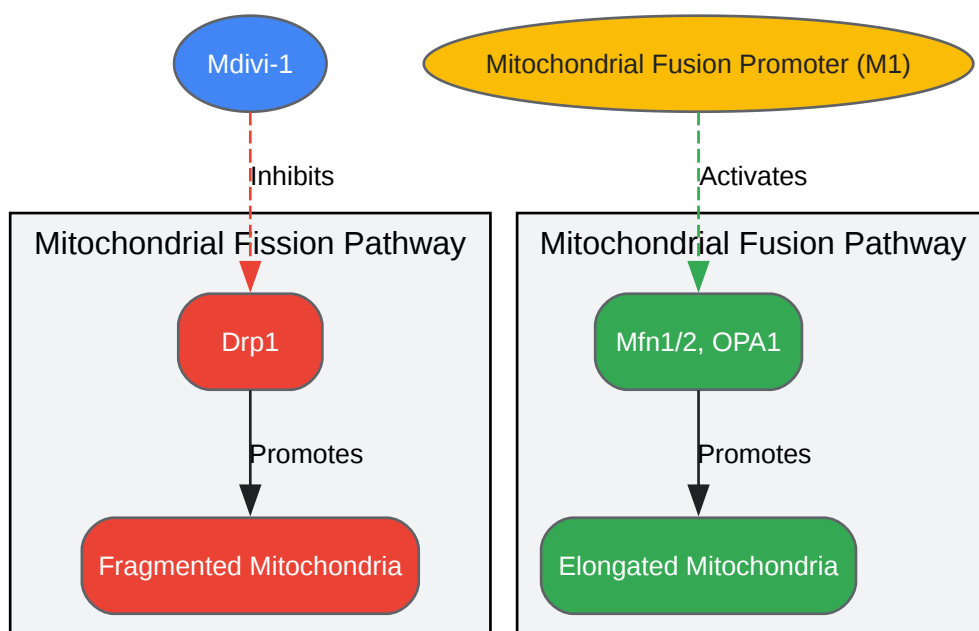 Mdivi-1
Mitochondrial Fusion Promoter (M1)
Inhibits
Activates
Mitochondrial Fission Pathway
Mitochondrial Fusion Pathway
Drp1
Mfn1/2, OPA1
Promotes
Promotes
Fragmented Mitochondria
Elongated Mitochondria